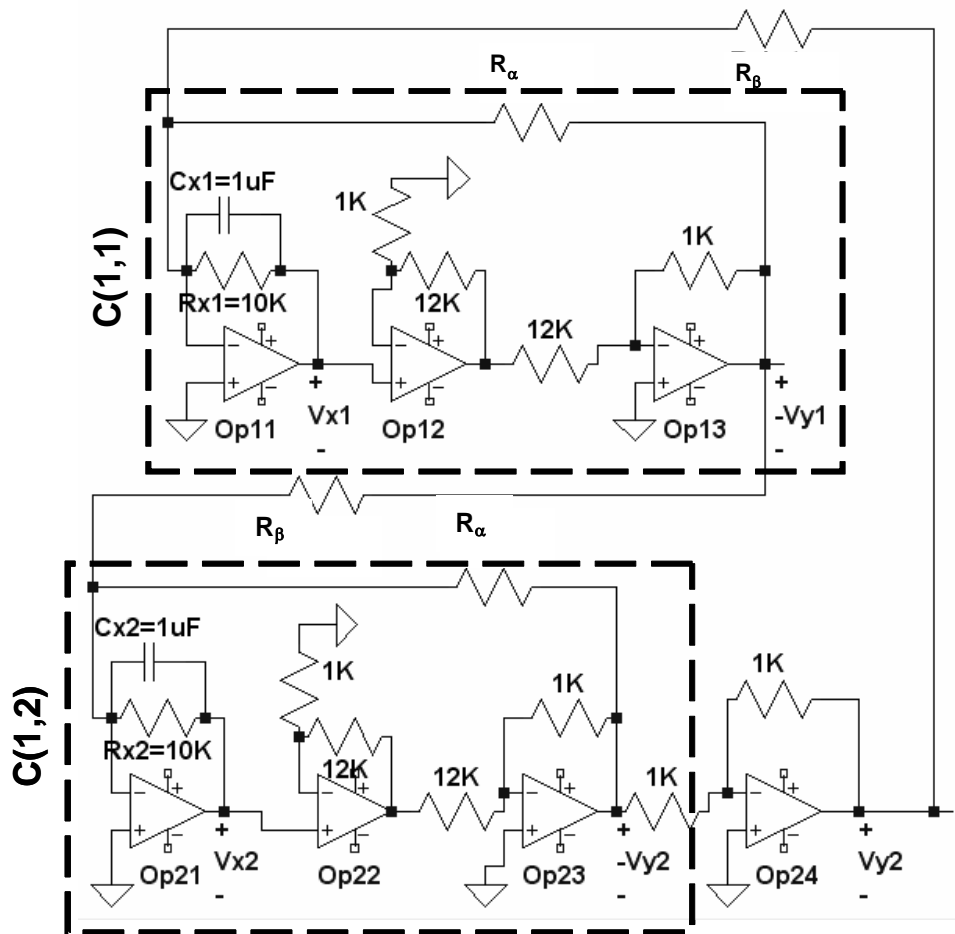 Rα
Rβ
C(1,1)
Cx1=1uF
1K
1K
Rx1=10K
12K
12K
+
−
+
−
+
−
−
+
−
+
−
+
+
Vx1
-
-Vy1
-
Op11
Op12
Op13
Rβ
Rα
C(1,2)
Cx2=1uF
1K
1K
1K
Rx2=10K
12K
12K
1K
+
−
+
−
+
−
+
−
−
+
−
+
−
+
−
+
+
Vx2
-
+
-Vy2
-
+
Vy2
-
Op21
Op22
Op23
Op24